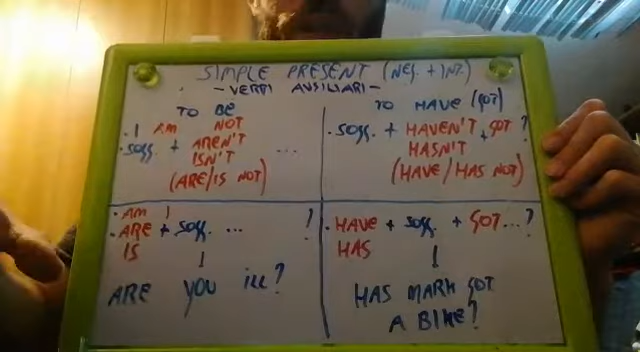 SIMPLE PRESENT (NEG. + INT.)
- VERBI AUSILIARI -
TO BE
• I AM NOT
• SOGG. + AREN'T
ISN'T
...
(ARE/IS NOT)
TO HAVE (GOT)
• SOGG. + HAVEN'T + GOT ?
HASN'T
(HAVE/HAS NOT)
• AM I
• ARE + SOGG. ... ?
IS
ARE YOU ILL?
• HAVE + SOGG. + GOT...?
HAS
HAS MARK GOT
A BIKE?